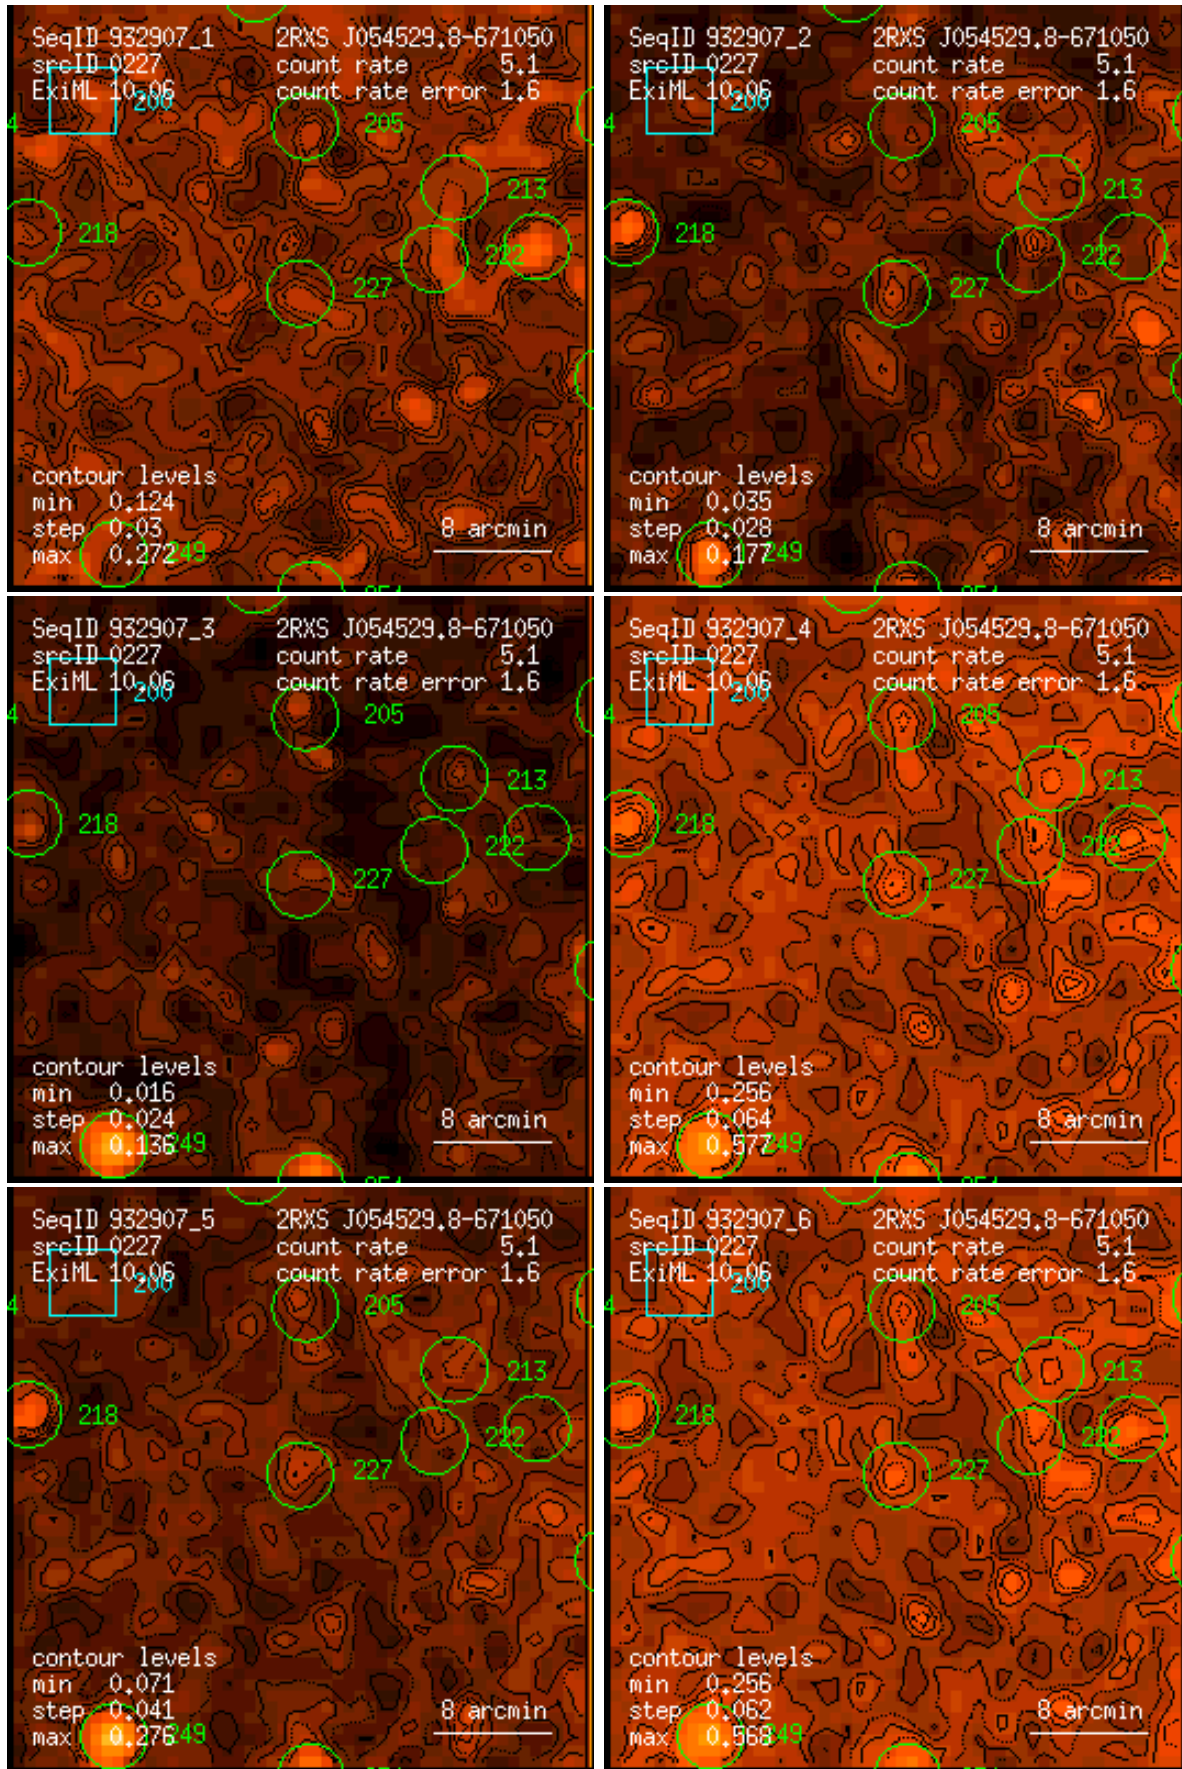 SeqID 932907_1 2RXS J054529.8-671050
srcID 0227 count rate 5.1
ExiML 10.06 count rate error 1.6
200
4
205
213
218
222
227
contour levels
min 0.124
step 0.03
max 0.272
249
8 arcmin
SeqID 932907_2 2RXS J054529.8-671050
srcID 0227 count rate 5.1
ExiML 10.06 count rate error 1.6
200
4
205
213
218
222
227
contour levels
min 0.035
step 0.028
max 0.177
249
8 arcmin
SeqID 932907_3 2RXS J054529.8-671050
srcID 0227 count rate 5.1
ExiML 10.06 count rate error 1.6
200
4
205
213
218
222
227
contour levels
min 0.016
step 0.024
max 0.136
249
8 arcmin
SeqID 932907_4 2RXS J054529.8-671050
srcID 0227 count rate 5.1
ExiML 10.06 count rate error 1.6
200
4
205
213
218
222
227
contour levels
min 0.256
step 0.064
max 0.577
249
8 arcmin
SeqID 932907_5 2RXS J054529.8-671050
srcID 0227 count rate 5.1
ExiML 10.06 count rate error 1.6
200
4
205
213
218
222
227
contour levels
min 0.071
step 0.041
max 0.276
249
8 arcmin
SeqID 932907_6 2RXS J054529.8-671050
srcID 0227 count rate 5.1
ExiML 10.06 count rate error 1.6
200
4
205
213
218
222
227
contour levels
min 0.256
step 0.062
max 0.568
249
8 arcmin